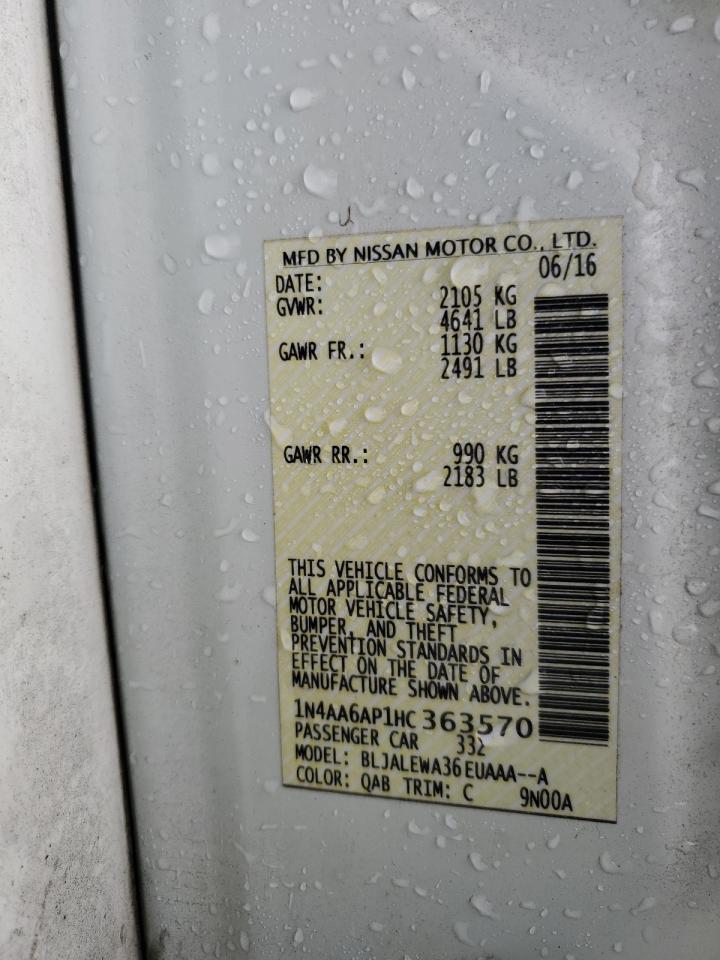 MFD BY NISSAN MOTOR CO., LTD.
DATE: 06/16
GVWR: 2105 KG
4641 LB
GAWR FR.: 1130 KG
2491 LB
GAWR RR.: 990 KG
2183 LB
THIS VEHICLE CONFORMS TO
ALL APPLICABLE FEDERAL
MOTOR VEHICLE SAFETY,
BUMPER, AND THEFT
PREVENTION STANDARDS IN
EFFECT ON THE DATE OF
MANUFACTURE SHOWN ABOVE.
1N4AA6AP1HC 363570
PASSENGER CAR 332
MODEL: BLJALEWA36EUAAA--A
COLOR: QAB TRIM: C 9N00A